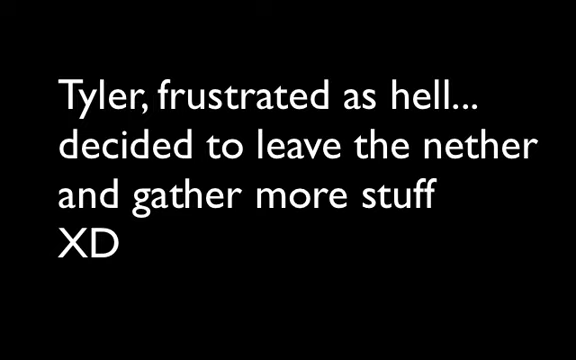 Tyler, frustrated as hell...
decided to leave the nether
and gather more stuff
XD